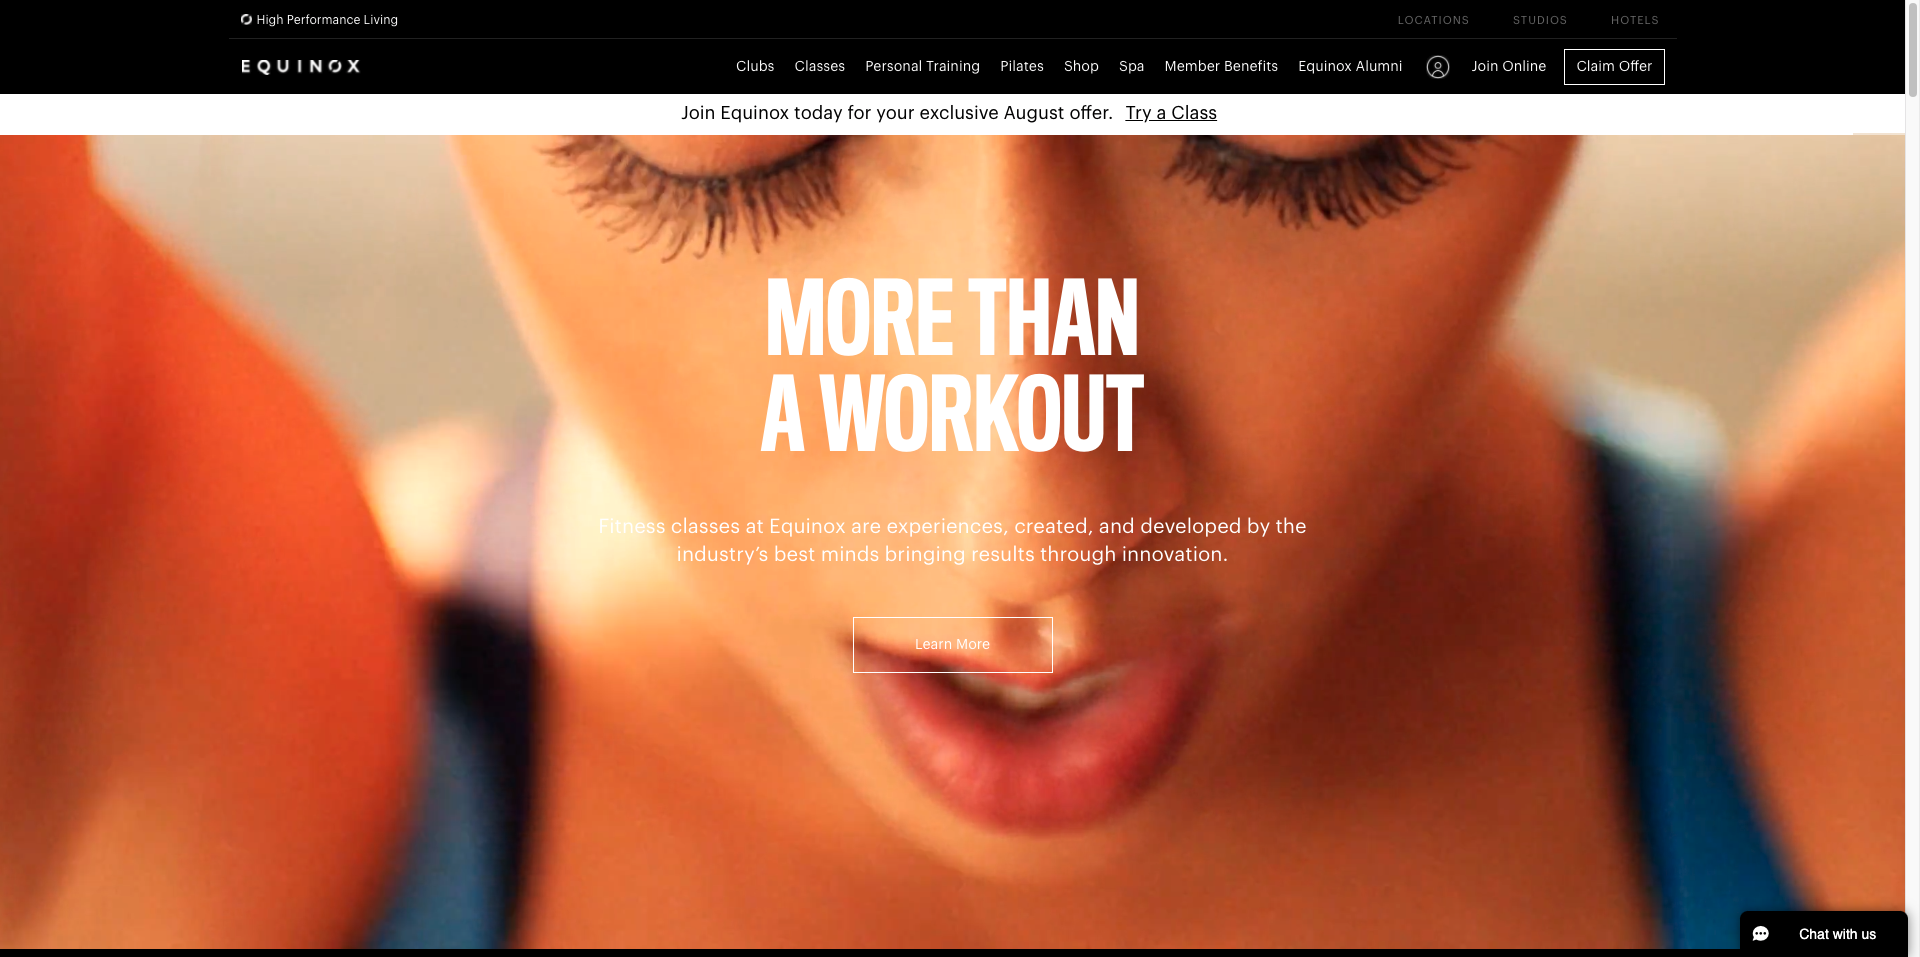 High Performance Living
LOCATIONS STUDIOS HOTELS
EQUINOX
Clubs Classes Personal Training Pilates Shop Spa Member Benefits Equinox Alumni Join Online Claim Offer
Join Equinox today for your exclusive August offer. Try a Class
MORE THAN
A WORKOUT
Fitness classes at Equinox are experiences, created, and developed by the
industry’s best minds bringing results through innovation.
Learn More
Chat with us